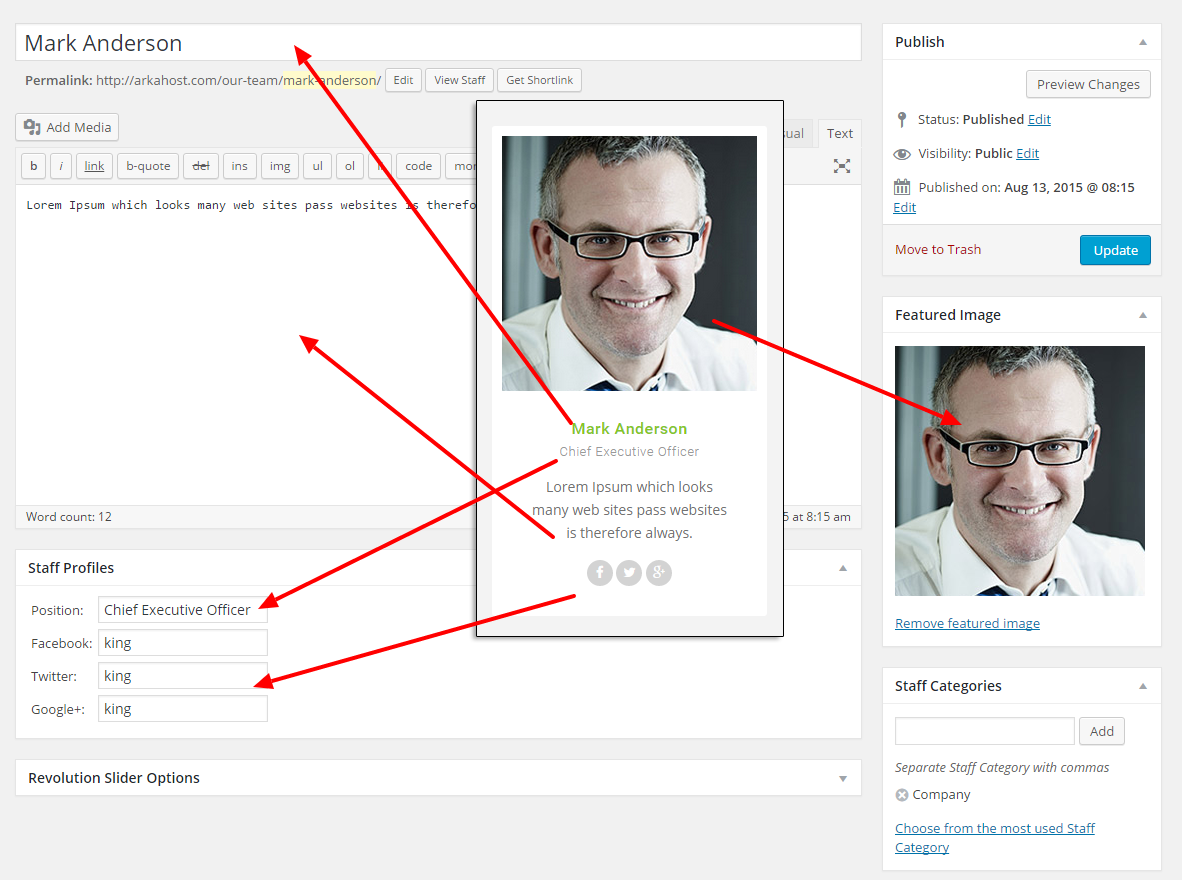 Mark Anderson
Permalink: http://arkahost.com/our-team/mark-anderson/ Edit View Staff Get Shortlink
Add Media
Text
b i link b-quote del ins img ul ol code
Lorem Ipsum which looks many web sites pass websites is
Word count: 12
at 8:15 am
Mark Anderson
Chief Executive Officer
Lorem Ipsum which looks
many web sites pass websites
is therefore always.
Staff Profiles
Position: Chief Executive Officer
Facebook: king
Twitter: king
Google+: king
Revolution Slider Options
Publish
Preview Changes
Status: Published Edit
Visibility: Public Edit
Published on: Aug 13, 2015 @ 08:15
Edit
Move to Trash Update
Featured Image
Remove featured image
Staff Categories
Add
Separate Staff Category with commas
Company
Choose from the most used Staff
Category